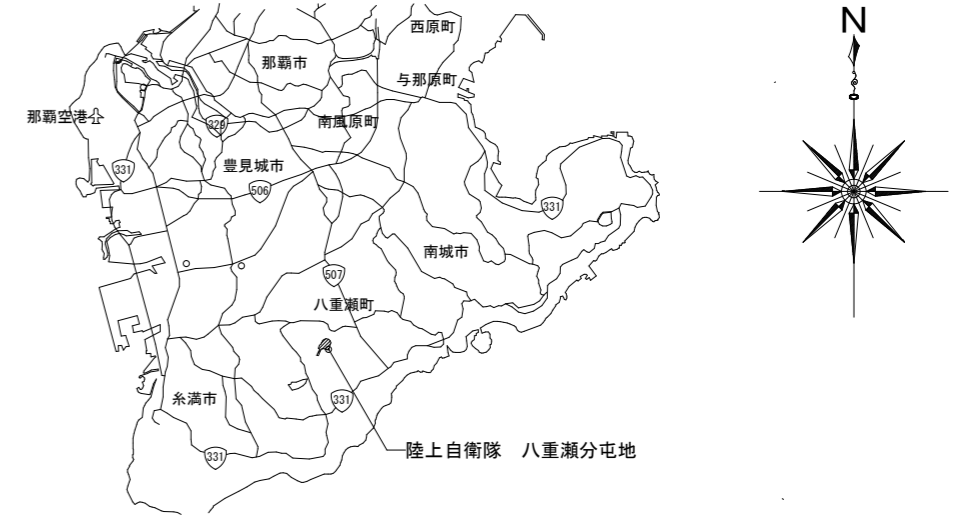 西原町
N
那覇市
与那原町
那覇空港
329
南風原町
331
豊見城市
506
331
南城市
507
八重瀬町
糸満市
331
331
陸上自衛隊　八重瀬分屯地